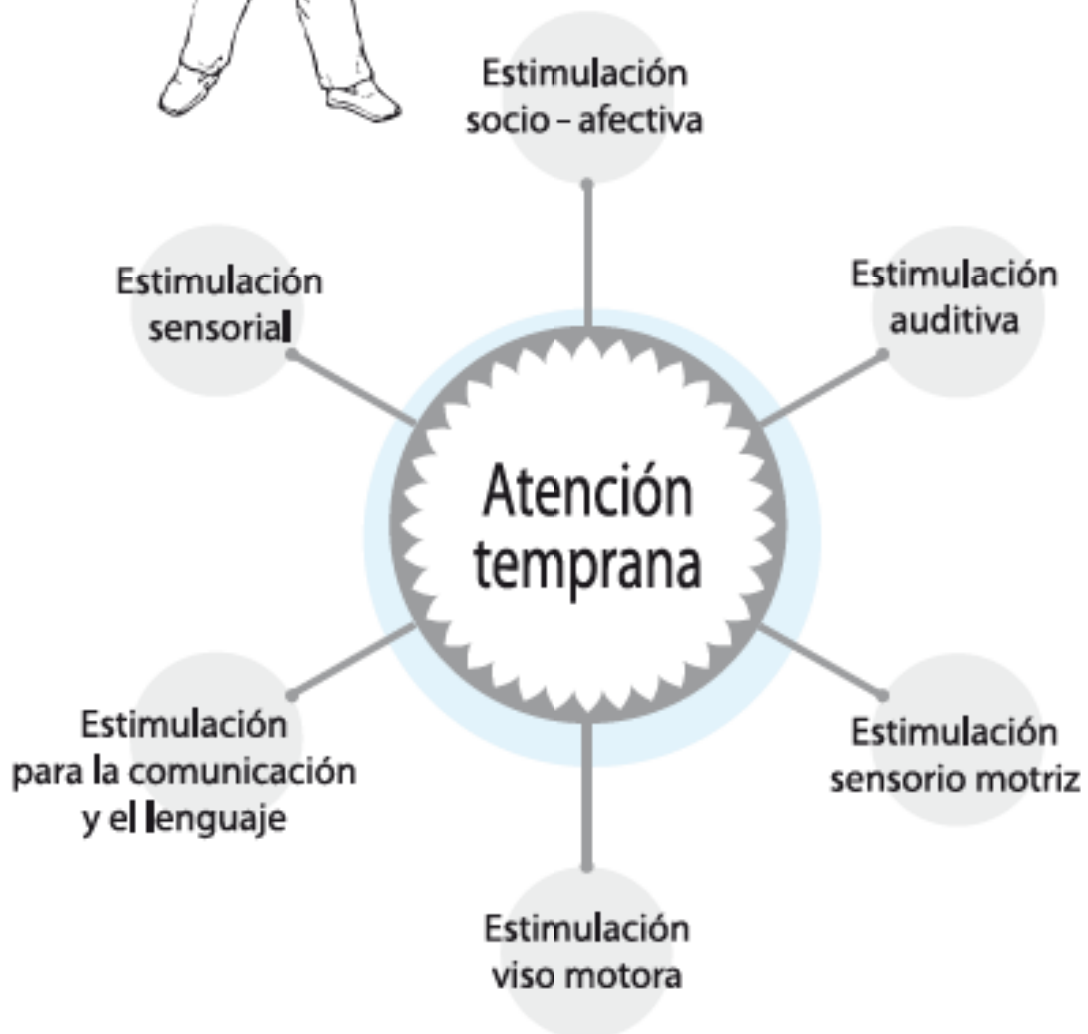 Estimulación
socio - afectiva
Estimulación
sensorial
Estimulación
auditiva
Atención
temprana
Estimulación
para la comunicación
y el lenguaje
Estimulación
sensorio motriz
Estimulación
viso motora